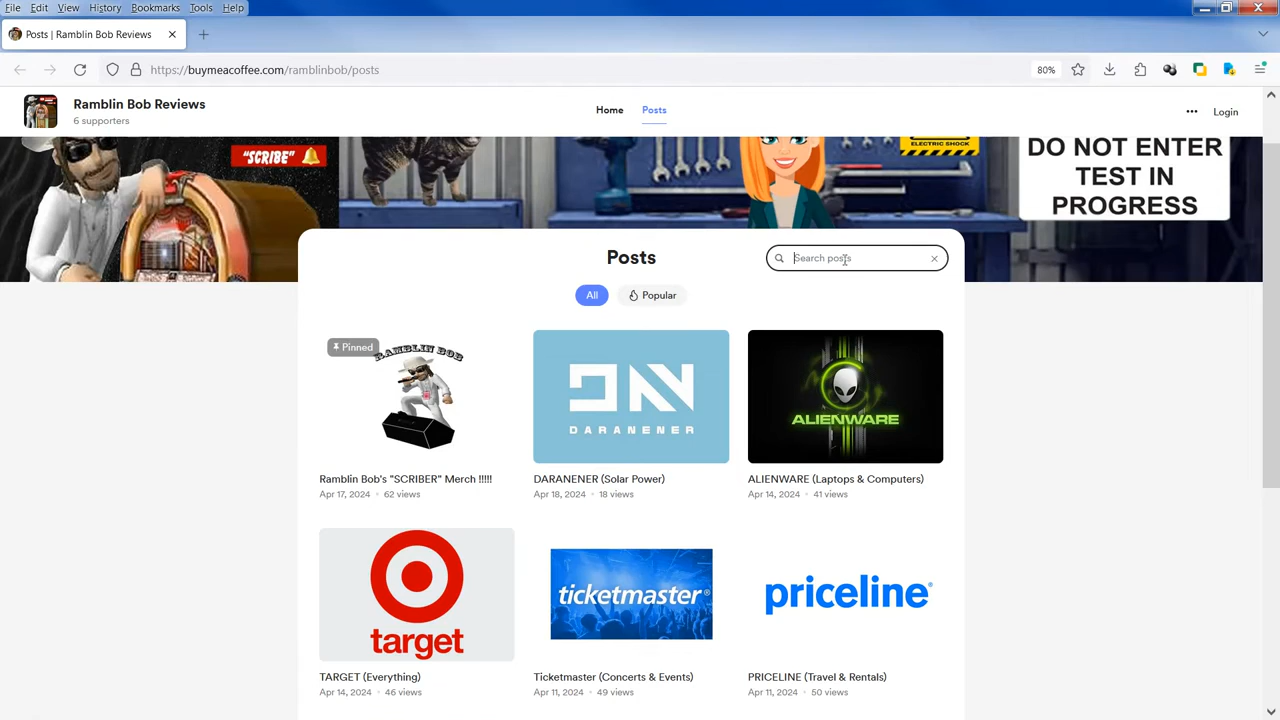 File Edit View History Bookmarks Tools Help
Posts | Ramblin Bob Reviews
https://buymeacoffee.com/ramblinbob/posts
80%
Ramblin Bob Reviews
6 supporters
Home
Posts
Login
"SCRIBE"
ELECTRIC SHOCK
DO NOT ENTER
TEST IN
PROGRESS
Posts
Search posts
All
Popular
Pinned
RAMBLIN BOB
DN
DARANENER
ALIENWARE
Ramblin Bob's "SCRIBER" Merch !!!!!
Apr 17, 2024 • 62 views
DARANENER (Solar Power)
Apr 18, 2024 • 18 views
ALIENWARE (Laptops & Computers)
Apr 14, 2024 • 41 views
target
ticketmaster®
priceline®
TARGET (Everything)
Apr 14, 2024 • 46 views
Ticketmaster (Concerts & Events)
Apr 11, 2024 • 49 views
PRICELINE (Travel & Rentals)
Apr 11, 2024 • 50 views